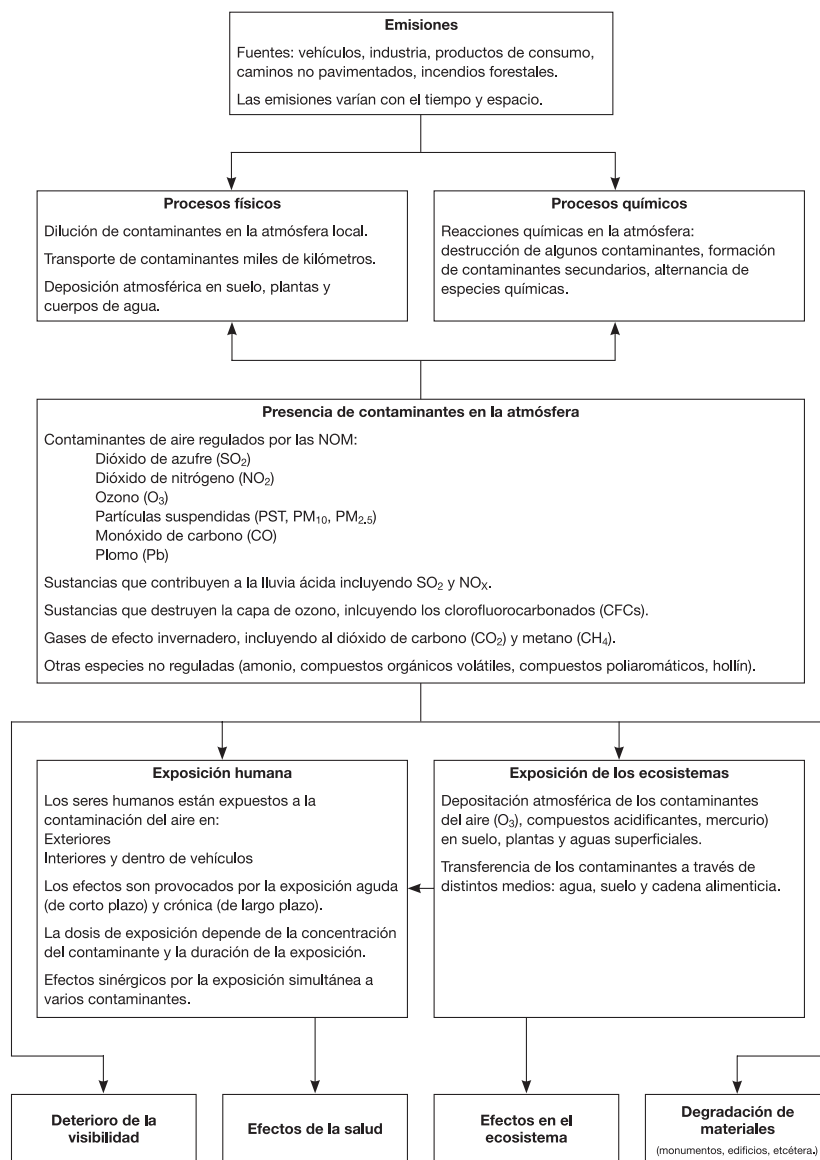 Emisiones
Fuentes: vehículos, industria, productos de consumo,
caminos no pavimentados, incendios forestales.
Las emisiones varían con el tiempo y espacio.
Procesos físicos
Dilución de contaminantes en la atmósfera local.
Transporte de contaminantes miles de kilómetros.
Deposición atmosférica en suelo, plantas y
cuerpos de agua.
Procesos químicos
Reacciones químicas en la atmósfera:
destrucción de algunos contaminantes, formación
de contaminantes secundarios, alternancia de
especies químicas.
Presencia de contaminantes en la atmósfera
Contaminantes de aire regulados por las NOM:
Dióxido de azufre (SO₂)
Dióxido de nitrógeno (NO₂)
Ozono (O₃)
Partículas suspendidas (PST, PM₁₀, PM₂.₅)
Monóxido de carbono (CO)
Plomo (Pb)
Sustancias que contribuyen a la lluvia ácida incluyendo SO₂ y NOₓ.
Sustancias que destruyen la capa de ozono, inlcuyendo los clorofluorocarbonados (CFCs).
Gases de efecto invernadero, incluyendo al dióxido de carbono (CO₂) y metano (CH₄).
Otras especies no reguladas (amonio, compuestos orgánicos volátiles, compuestos poliaromáticos, hollín).
Exposición humana
Los seres humanos están expuestos a la
contaminación del aire en:
Exteriores
Interiores y dentro de vehículos
Los efectos son provocados por la exposición aguda
(de corto plazo) y crónica (de largo plazo).
La dosis de exposición depende de la concentración
del contaminante y la duración de la exposición.
Efectos sinérgicos por la exposición simultánea a
varios contaminantes.
Exposición de los ecosistemas
Depositación atmosférica de los contaminantes
del aire (O₃), compuestos acidificantes, mercurio)
en suelo, plantas y aguas superficiales.
Transferencia de los contaminantes a través de
distintos medios: agua, suelo y cadena alimenticia.
Deterioro de la
visibilidad
Efectos de la salud
Efectos en el
ecosistema
Degradación de
materiales
(monumentos, edificios, etcétera.)